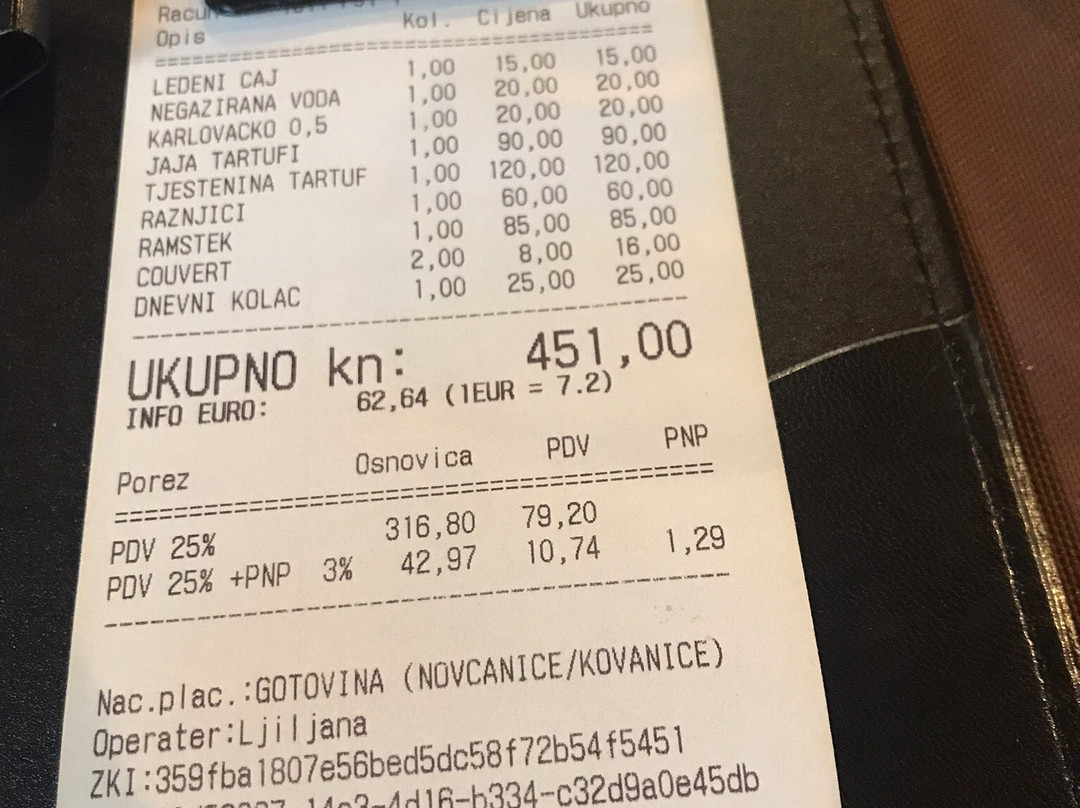 Opis Kol. Cijena Ukupno
LEDENI CAJ 1,00 15,00 15,00
NEGAZIRANA VODA 1,00 20,00 20,00
KARLOVACKO 0,5 1,00 20,00 20,00
JAJA TARTUFI 1,00 90,00 90,00
TJESTENINA TARTUF 1,00 120,00 120,00
RAZNJICI 1,00 60,00 60,00
RAMSTEK 1,00 85,00 85,00
COUVERT 2,00 8,00 16,00
DNEVNI KOLAC 1,00 25,00 25,00
UKUPNO kn: 451,00
INFO EURO: 62,64 (1EUR = 7.2)
Porez Osnovica PDV PNP
PDV 25% 316,80 79,20
PDV 25% +PNP 3% 42,97 10,74 1,29
Nac.plac.:GOTOVINA (NOVCANICE/KOVANICE)
Operater:Ljiljana
ZKI:359fba1807e56bed5dc58f72b54f5451